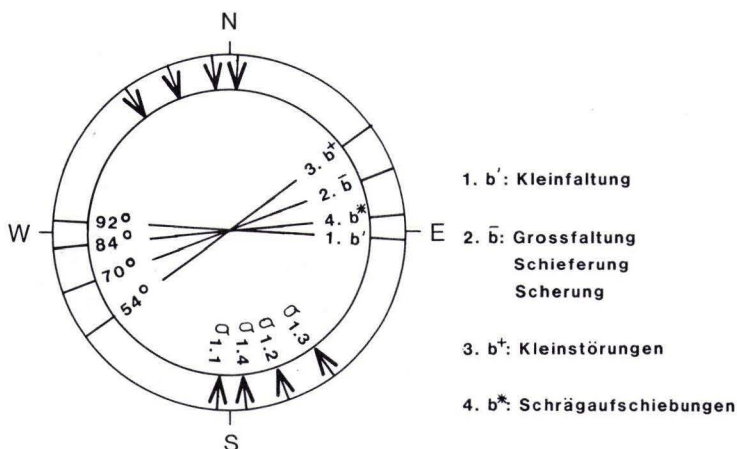 N
W
E
S
3. b⁺
2. b̄
4. b*
1. b'
92°
84°
70°
54°
σ1.1
σ1.4
σ1.2
σ1.3
1. b': Kleinfaltung
2. b̄: Grossfaltung
Schieferung
Scherung
3. b⁺: Kleinstörungen
4. b*: Schrägaufschiebungen